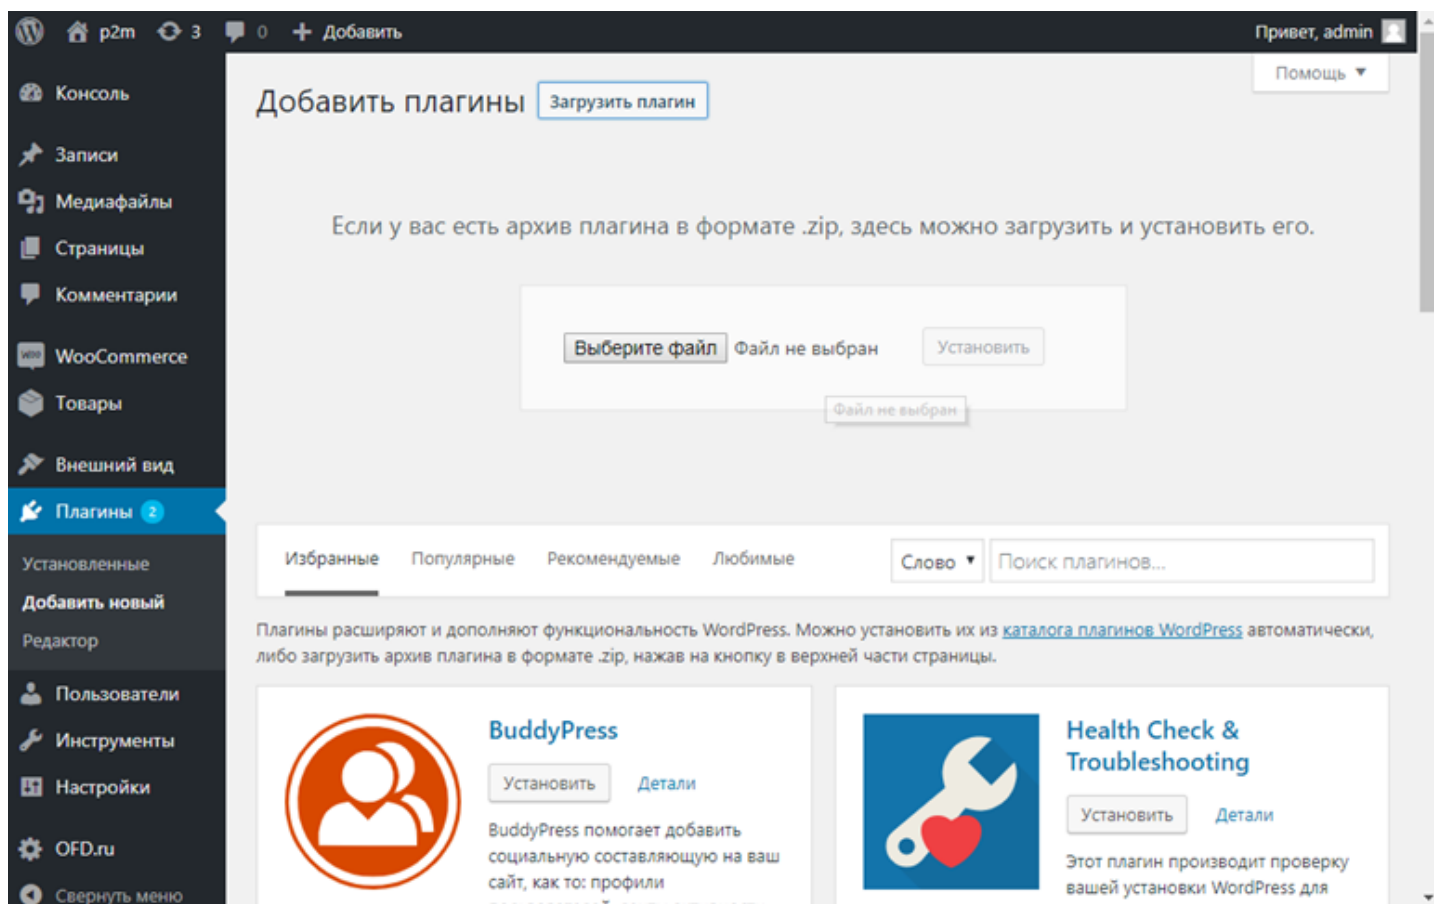 p2m 3 0 + Добавить Привет, admin
Помощь
Консоль
Записи
Медиафайлы
Страницы
Комментарии
WooCommerce
Товары
Внешний вид
Плагины 2
Установленные
Добавить новый
Редактор
Пользователи
Инструменты
Настройки
OFD.ru
Свернуть меню
Добавить плагины Загрузить плагин
Если у вас есть архив плагина в формате .zip, здесь можно загрузить и установить его.
Выберите файл Файл не выбран Установить
Файл не выбран
Избранные Популярные Рекомендуемые Любимые Слово Поиск плагинов...
Плагины расширяют и дополняют функциональность WordPress. Можно установить их из каталога плагинов WordPress автоматически,
либо загрузить архив плагина в формате .zip, нажав на кнопку в верхней части страницы.
BuddyPress
Установить Детали
BuddyPress помогает добавить
социальную составляющую на ваш
сайт, как то: профили
Health Check &
Troubleshooting
Установить Детали
Этот плагин производит проверку
вашей установки WordPress для